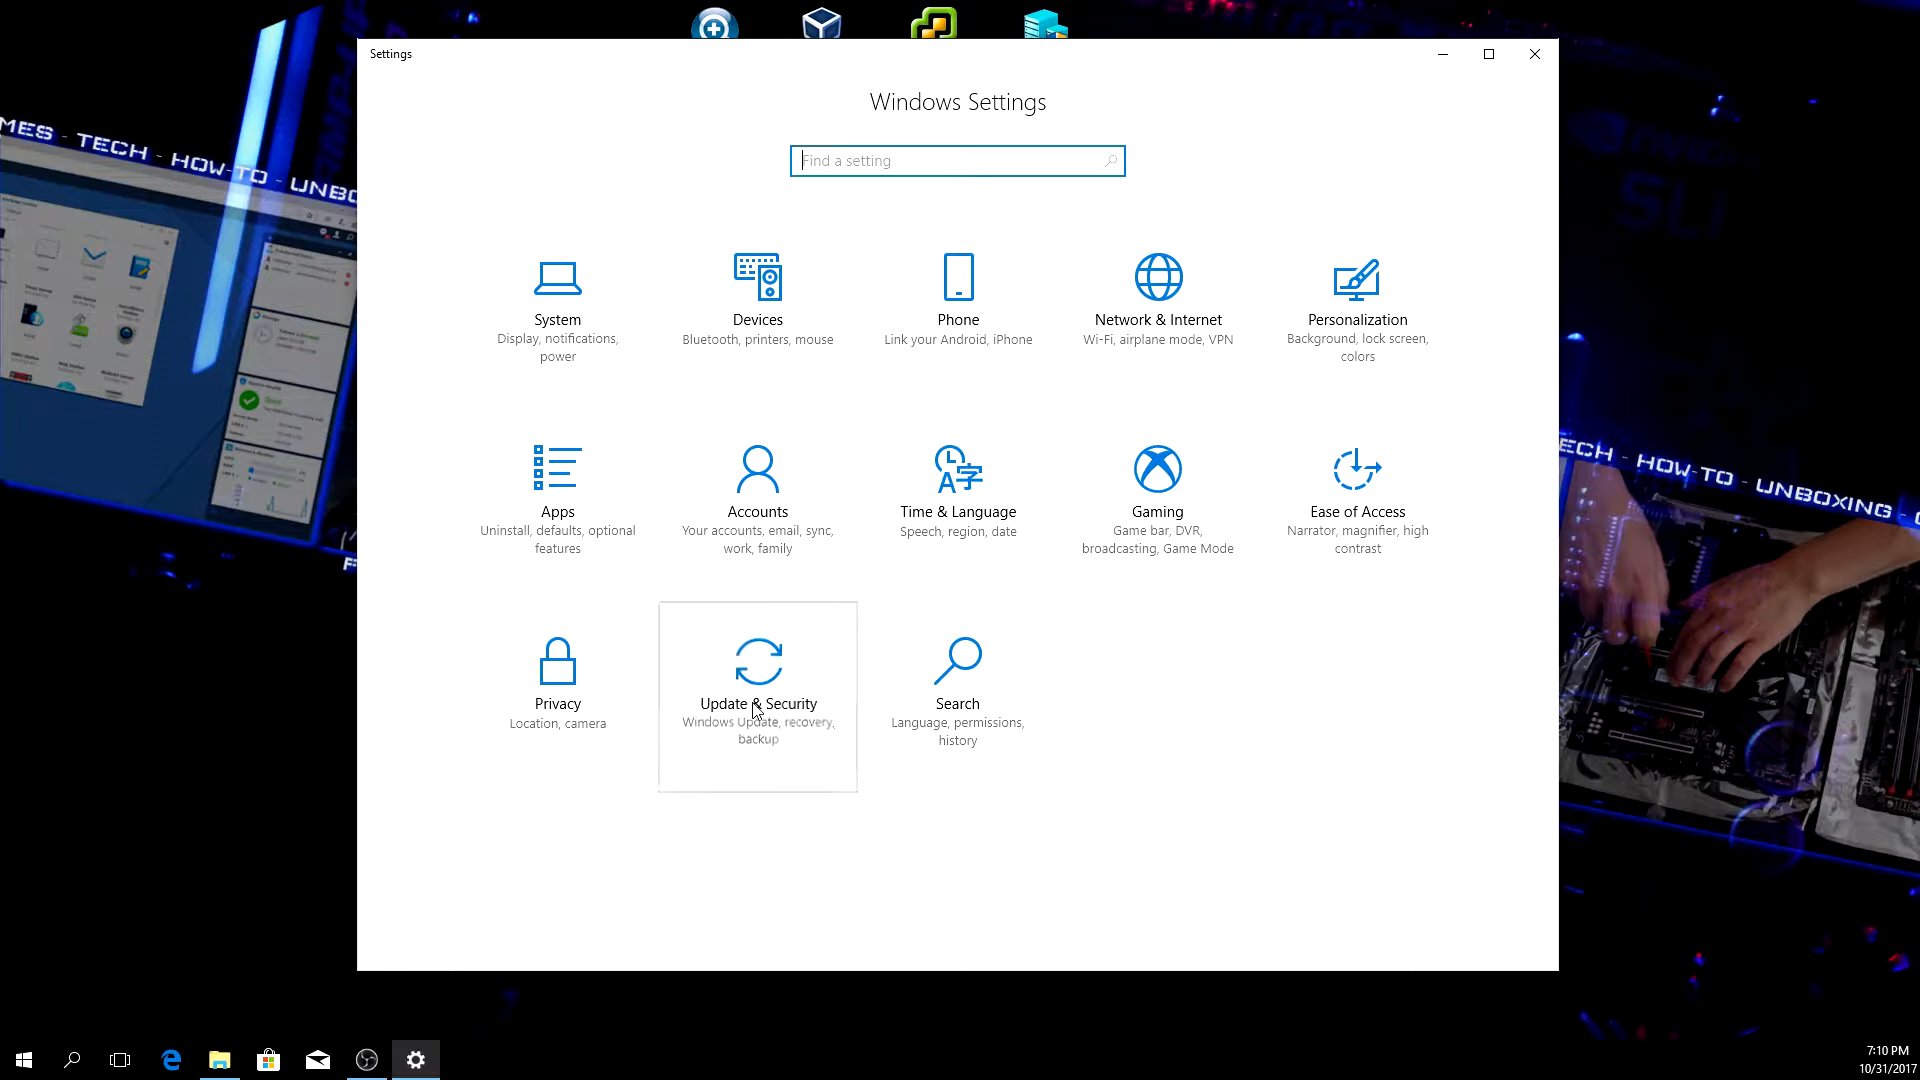 Settings
Windows Settings
Find a setting
System
Display, notifications,
power
Devices
Bluetooth, printers, mouse
Phone
Link your Android, iPhone
Network & Internet
Wi-Fi, airplane mode, VPN
Personalization
Background, lock screen,
colors
Apps
Uninstall, defaults, optional
features
Accounts
Your accounts, email, sync,
work, family
Time & Language
Speech, region, date
Gaming
Game bar, DVR,
broadcasting, Game Mode
Ease of Access
Narrator, magnifier, high
contrast
Privacy
Location, camera
Update & Security
Windows Update, recovery,
backup
Search
Language, permissions,
history
MES - TECH - HOW-TO - UNBO
ECH - HOW-TO - UNBOXING -
SLI
7:10 PM
10/31/2017